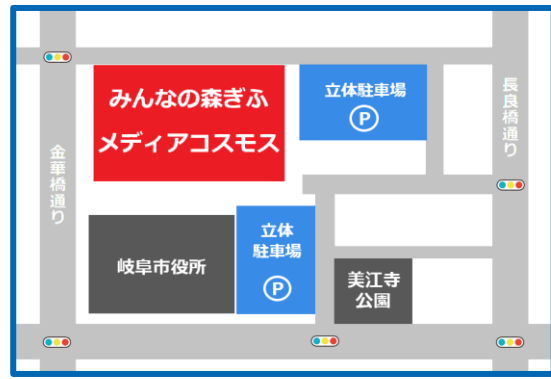 みんなの森ぎふ
メディアコスモス
立体駐車場
P
長良橋通り
金華橋通り
岐阜市役所
立体
駐車場
P
美江寺
公園